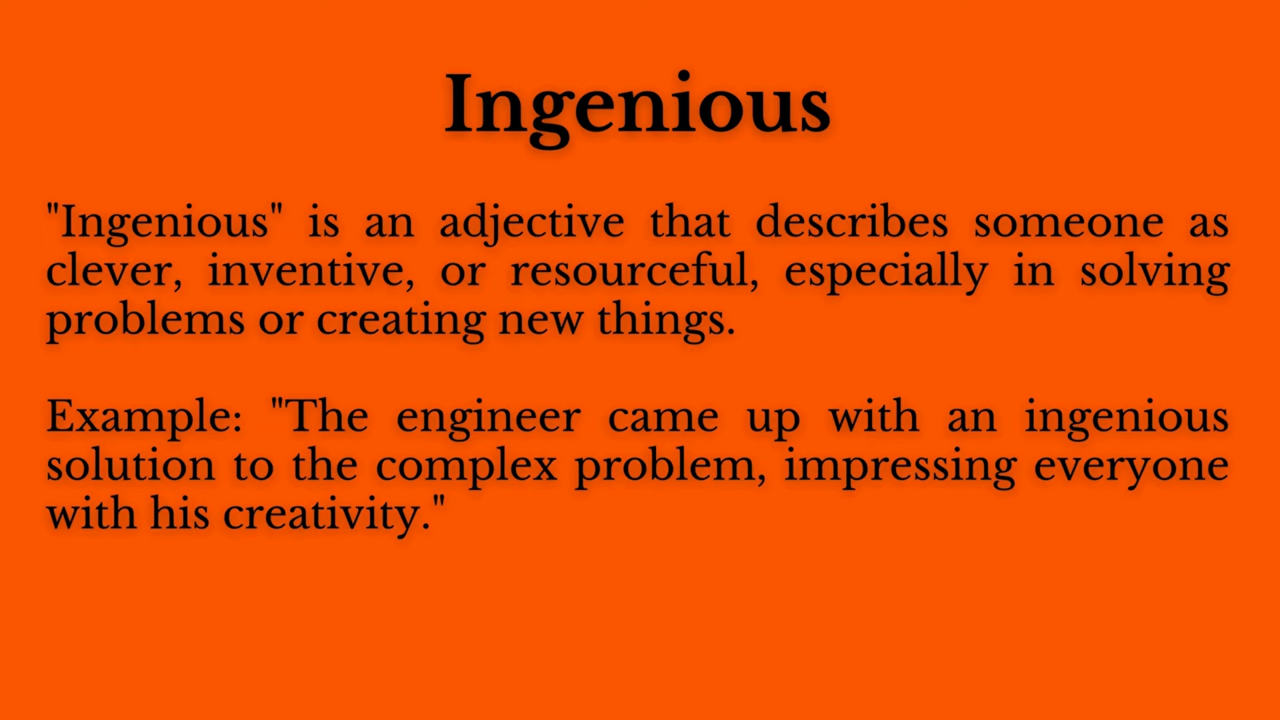 Ingenious
"Ingenious" is an adjective that describes someone as
clever, inventive, or resourceful, especially in solving
problems or creating new things.
Example: "The engineer came up with an ingenious
solution to the complex problem, impressing everyone
with his creativity."